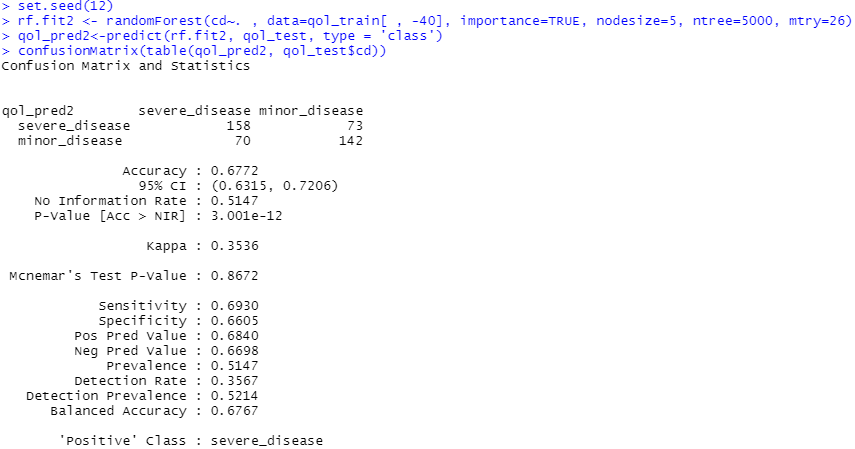 > set.seed(12)
> rf.fit2 <- randomForest(cd~. , data=qol_train[ , -40], importance=TRUE, nodesize=5, ntree=5000, mtry=26)
> qol_pred2<-predict(rf.fit2, qol_test, type = 'class')
> confusionMatrix(table(qol_pred2, qol_test$cd))
Confusion Matrix and Statistics
qol_pred2 severe_disease minor_disease
severe_disease 158 73
minor_disease 70 142
Accuracy : 0.6772
95% CI : (0.6315, 0.7206)
No Information Rate : 0.5147
P-Value [Acc > NIR] : 3.001e-12
Kappa : 0.3536
Mcnemar's Test P-Value : 0.8672
Sensitivity : 0.6930
Specificity : 0.6605
Pos Pred Value : 0.6840
Neg Pred Value : 0.6698
Prevalence : 0.5147
Detection Rate : 0.3567
Detection Prevalence : 0.5214
Balanced Accuracy : 0.6767
'Positive' Class : severe_disease